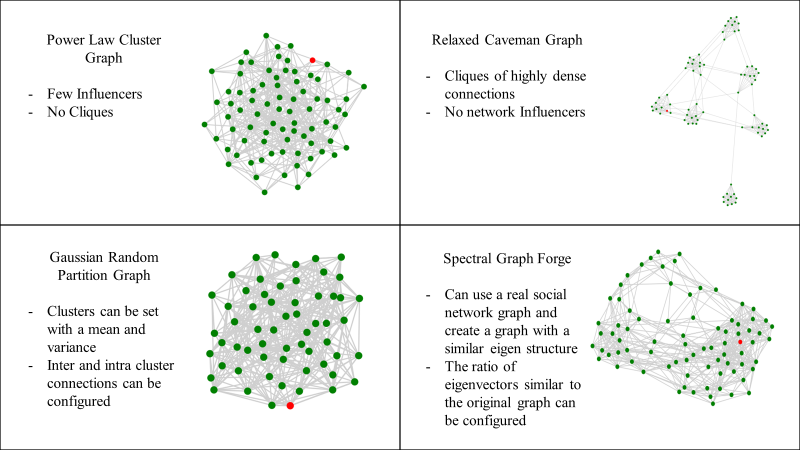 Power Law Cluster
Graph
- Few Influencers
- No Cliques
Relaxed Caveman Graph
- Cliques of highly dense
connections
- No network Influencers
Gaussian Random
Partition Graph
- Clusters can be set
with a mean and
variance
- Inter and intra cluster
connections can be
configured
Spectral Graph Forge
- Can use a real social
network graph and
create a graph with a
similar eigen structure
- The ratio of
eigenvectors similar to
the original graph can
be configured